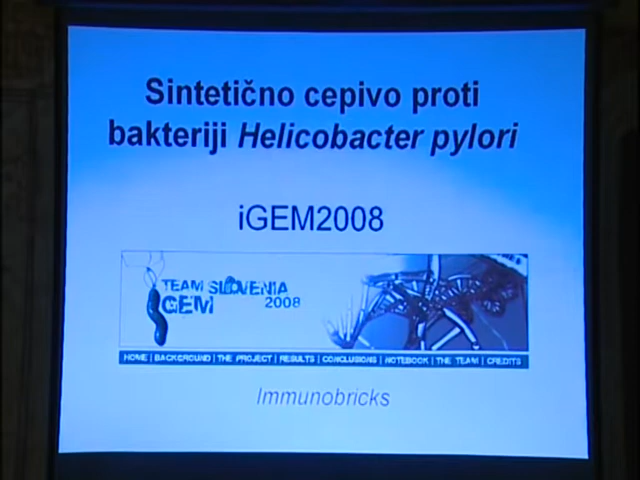 Sintetično cepivo proti
bakteriji Helicobacter pylori
iGEM2008
TEAM SLOVENIA
iGEM 2008
HOME | BACKGROUND | THE PROJECT | RESULTS | CONCLUSIONS | NOTEBOOK | THE TEAM | CREDITS
Immunobricks